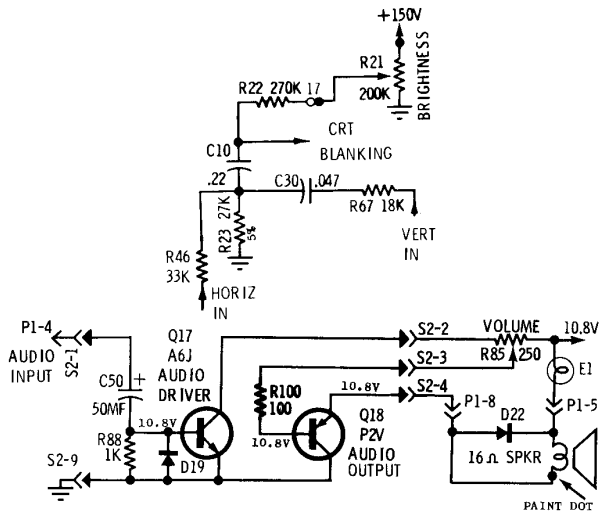 +150V
R21
200K
BRIGHTNESS
R22 270K 17
CRT
BLANKING
C10
.22
C30 .047
R67 18K
VERT
IN
R23 27K
5%
R46
33K
HORIZ
IN
P1-4
AUDIO
INPUT
S2-1
C50 +
50MF
Q17
A6J
AUDIO
DRIVER
10.8V
R88
1K
D19
S2-9
S2-2
S2-3
S2-4
VOLUME
R85 250
10.8V
E1
R100
100
10.8V
10.8V
Q18
P2V
AUDIO
OUTPUT
P1-8
D22
P1-5
16Ω SPKR
PAINT DOT